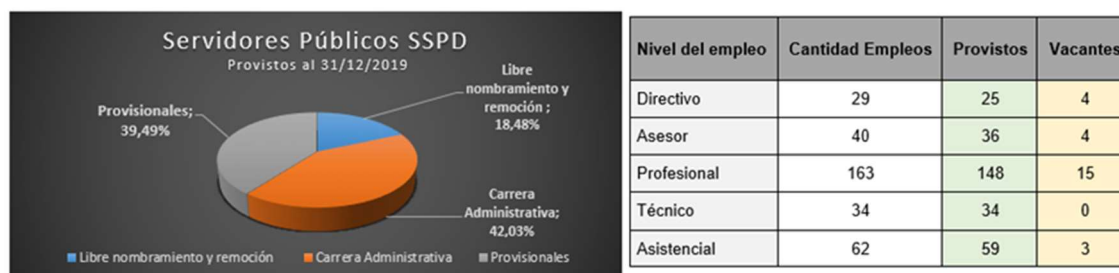 Servidores Públicos SSPD
Provistos al 31/12/2019
Libre
nombramiento y
remoción ;
18,48%
Provisionales;
39,49%
Carrera
Administrativa;
42,03%
Libre nombramiento y remoción Carrera Administrativa Provisionales
Nivel del empleo Cantidad Empleos Provistos Vacantes
Directivo 29 25 4
Asesor 40 36 4
Profesional 163 148 15
Técnico 34 34 0
Asistencial 62 59 3